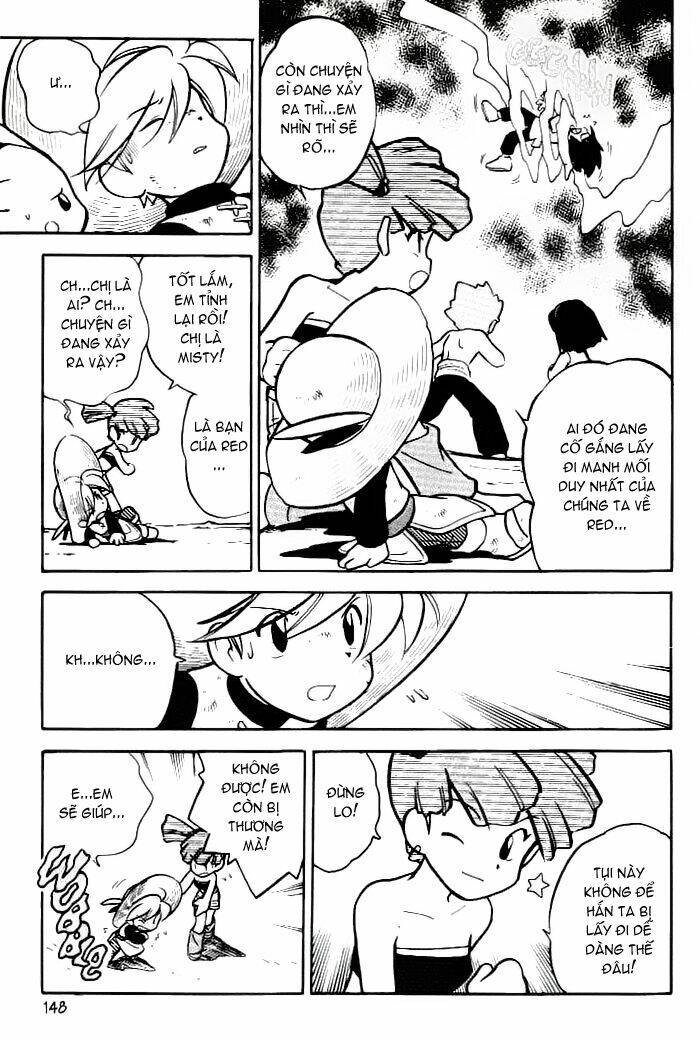 Ư...
CH...CHỊ LÀ
AI? CH...
CHUYỆN GÌ
ĐANG XẢY
RA VẬY?
TỐT LẮM,
EM TỈNH
LẠI RỒI!
CHỊ LÀ
MISTY!
LÀ BẠN
CỦA RED
...
CÒN CHUYỆN
GÌ ĐANG XẢY
RA THÌ...EM
NHÌN THÌ SẼ
RÕ...
AI ĐÓ ĐANG
CỐ GẮNG LẤY
ĐI MANH MỐI
DUY NHẤT CỦA
CHÚNG TA VỀ
RED...
KH...KHÔNG...
E...EM
SẼ GIÚP...
KHÔNG
ĐƯỢC! EM
CÒN BỊ
THƯƠNG
MÀ!
WOBBLE
ĐỪNG
LO!
TỤI NÀY
KHÔNG ĐỂ
HẮN TA BỊ
LẤY ĐI DỄ
DÀNG THẾ
ĐÂU!
148